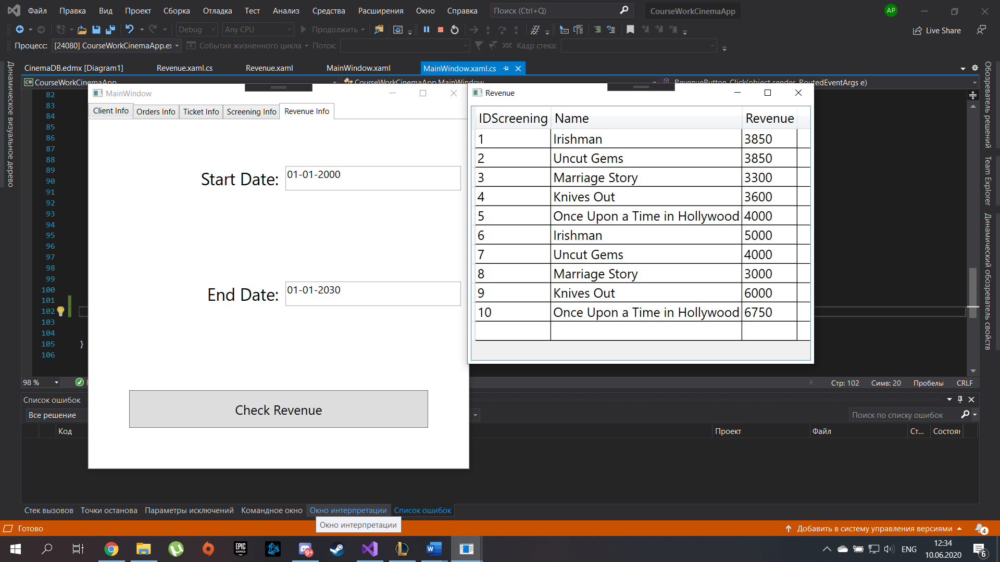 Файл Правка Вид Проект Сборка Отладка Тест Анализ Средства Расширения Окно Справка Поиск (Ctrl+Q) CourseWorkCinemaApp AP
Debug Any CPU Продолжить Live Share
Процесс: [24080] CourseWorkCinemaApp.ex События жизненного цикла Поток: Кадр стека:
CinemaDB.edmx [Diagram1] Revenue.xaml.cs Revenue.xaml MainWindow.xaml MainWindow.xaml.cs
C# CourseWorkCinemaApp CourseWorkCinemaApp.MainWindow RevenueButton_Click(object sender, RoutedEventArgs e)
Динамическое визуальное дерево
82
83
84
85
86
87
88
89
90
91
92
93
94
95
96
97
98
99
100
101
102
103
104
105 }
106
MainWindow
Client Info Orders Info Ticket Info Screening Info Revenue Info
Start Date: 01-01-2000
End Date: 01-01-2030
Check Revenue
Revenue
IDScreening Name Revenue
1 Irishman 3850
2 Uncut Gems 3850
3 Marriage Story 3300
4 Knives Out 3600
5 Once Upon a Time in Hollywood 4000
6 Irishman 5000
7 Uncut Gems 4000
8 Marriage Story 3000
9 Knives Out 6000
10 Once Upon a Time in Hollywood 6750
Обозреватель решений
Team Explorer
Динамический обозреватель свойств
98 % Стр: 102 Симв: 20 Пробелы CRLF
Список ошибок
Все решение Поиск по списку ошибок
Код Проект Файл Ст... Состоян
Стек вызовов Точки останова Параметры исключений Командное окно Окно интерпретации Список ошибок
Окно интерпретации
Готово Добавить в систему управления версиями 4
EPIC GAMES 9+ W ENG 12:34
10.06.2020 6